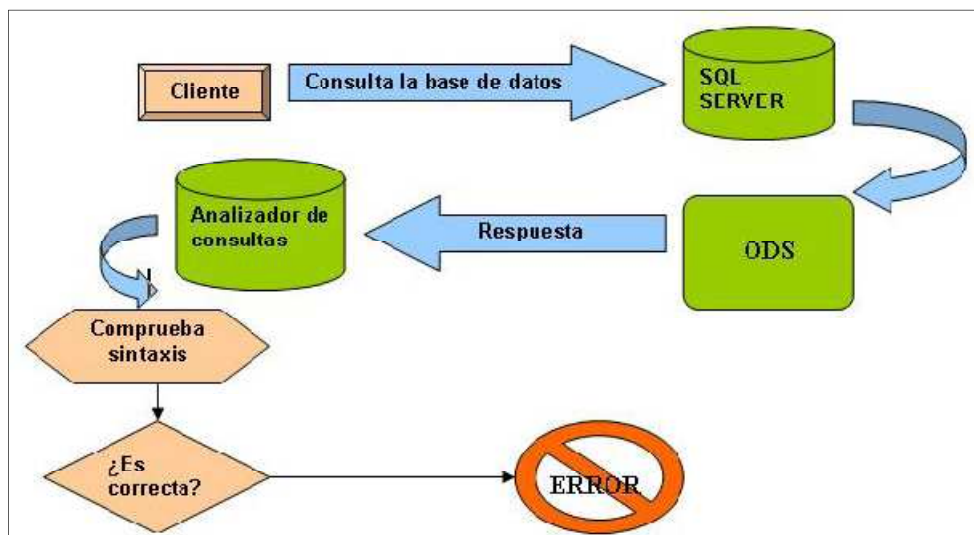 Cliente
Consulta la base de datos
SQL
SERVER
Analizador de
consultas
Respuesta
ODS
Comprueba
sintaxis
¿Es
correcta?
ERROR